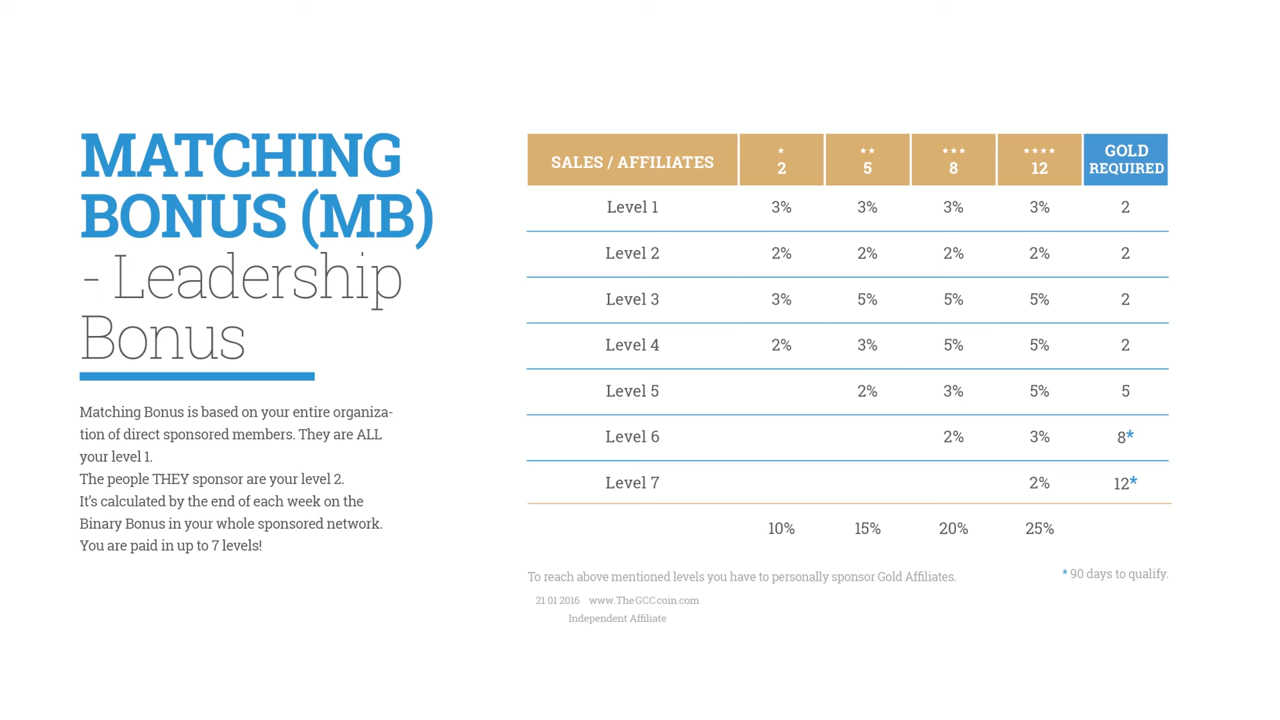 MATCHING
BONUS (MB)
- Leadership
Bonus
Matching Bonus is based on your entire organiza-
tion of direct sponsored members. They are ALL
your level 1.
The people THEY sponsor are your level 2.
It's calculated by the end of each week on the
Binary Bonus in your whole sponsored network.
You are paid in up to 7 levels!
SALES / AFFILIATES ★ 2 ★★ 5 ★★★ 8 ★★★★ 12 GOLD REQUIRED
Level 1 3% 3% 3% 3% 2
Level 2 2% 2% 2% 2% 2
Level 3 3% 5% 5% 5% 2
Level 4 2% 3% 5% 5% 2
Level 5 2% 3% 5% 5
Level 6 2% 3% 8*
Level 7 2% 12*
10% 15% 20% 25%
To reach above mentioned levels you have to personally sponsor Gold Affiliates.
* 90 days to qualify.
21 01 2016 www.TheGCCcoin.com
Independent Affiliate